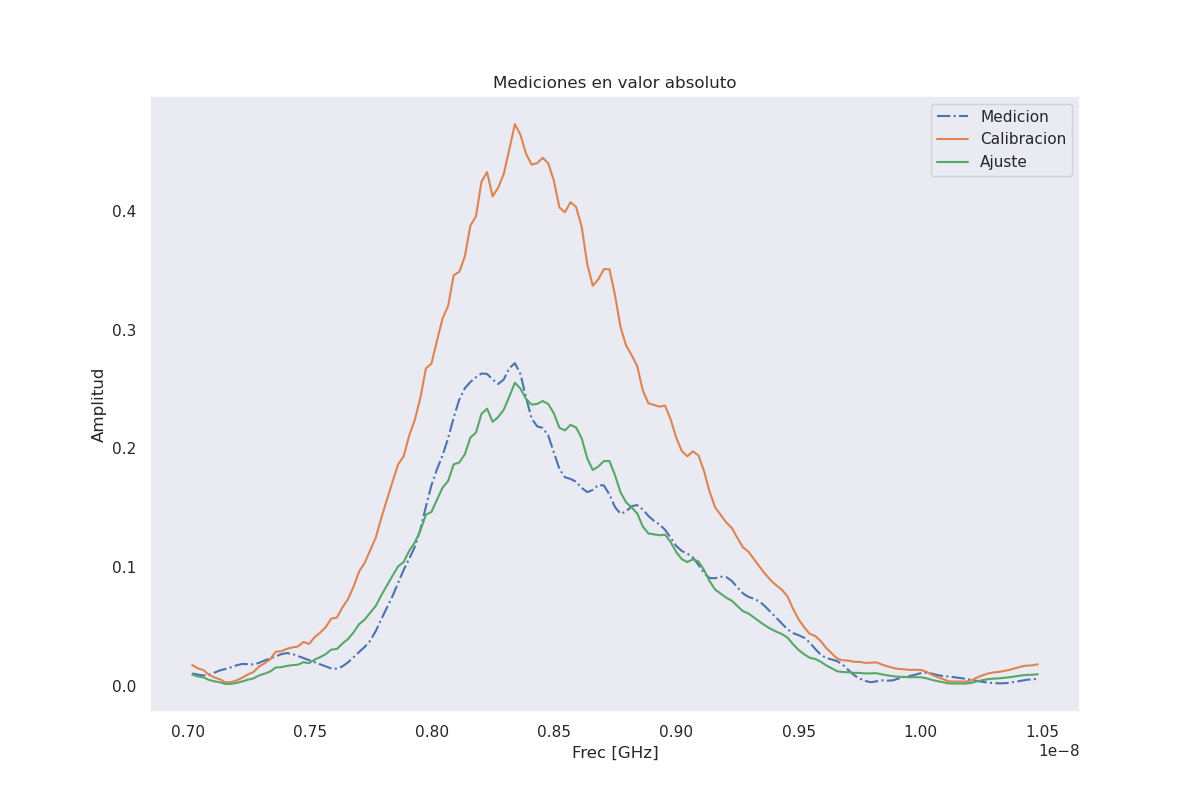 Mediciones en valor absoluto
Medicion
Calibracion
Ajuste
Amplitud
0.4
0.3
0.2
0.1
0.0
0.70 0.75 0.80 0.85 0.90 0.95 1.00 1.05
1e−8
Frec [GHz]